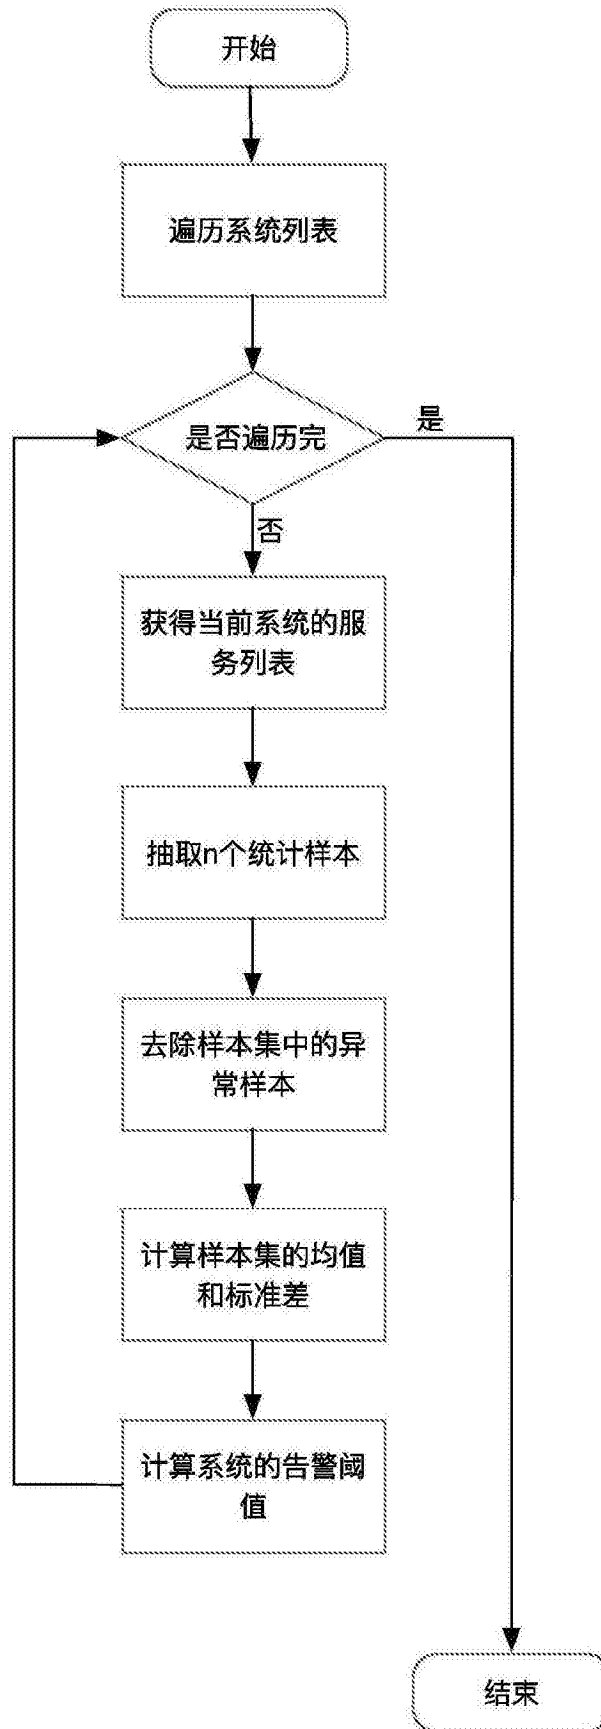 开始
遍历系统列表
是否遍历完
是
否
获得当前系统的服
务列表
抽取n个统计样本
去除样本集中的异
常样本
计算样本集的均值
和标准差
计算系统的告警阈
值
结束